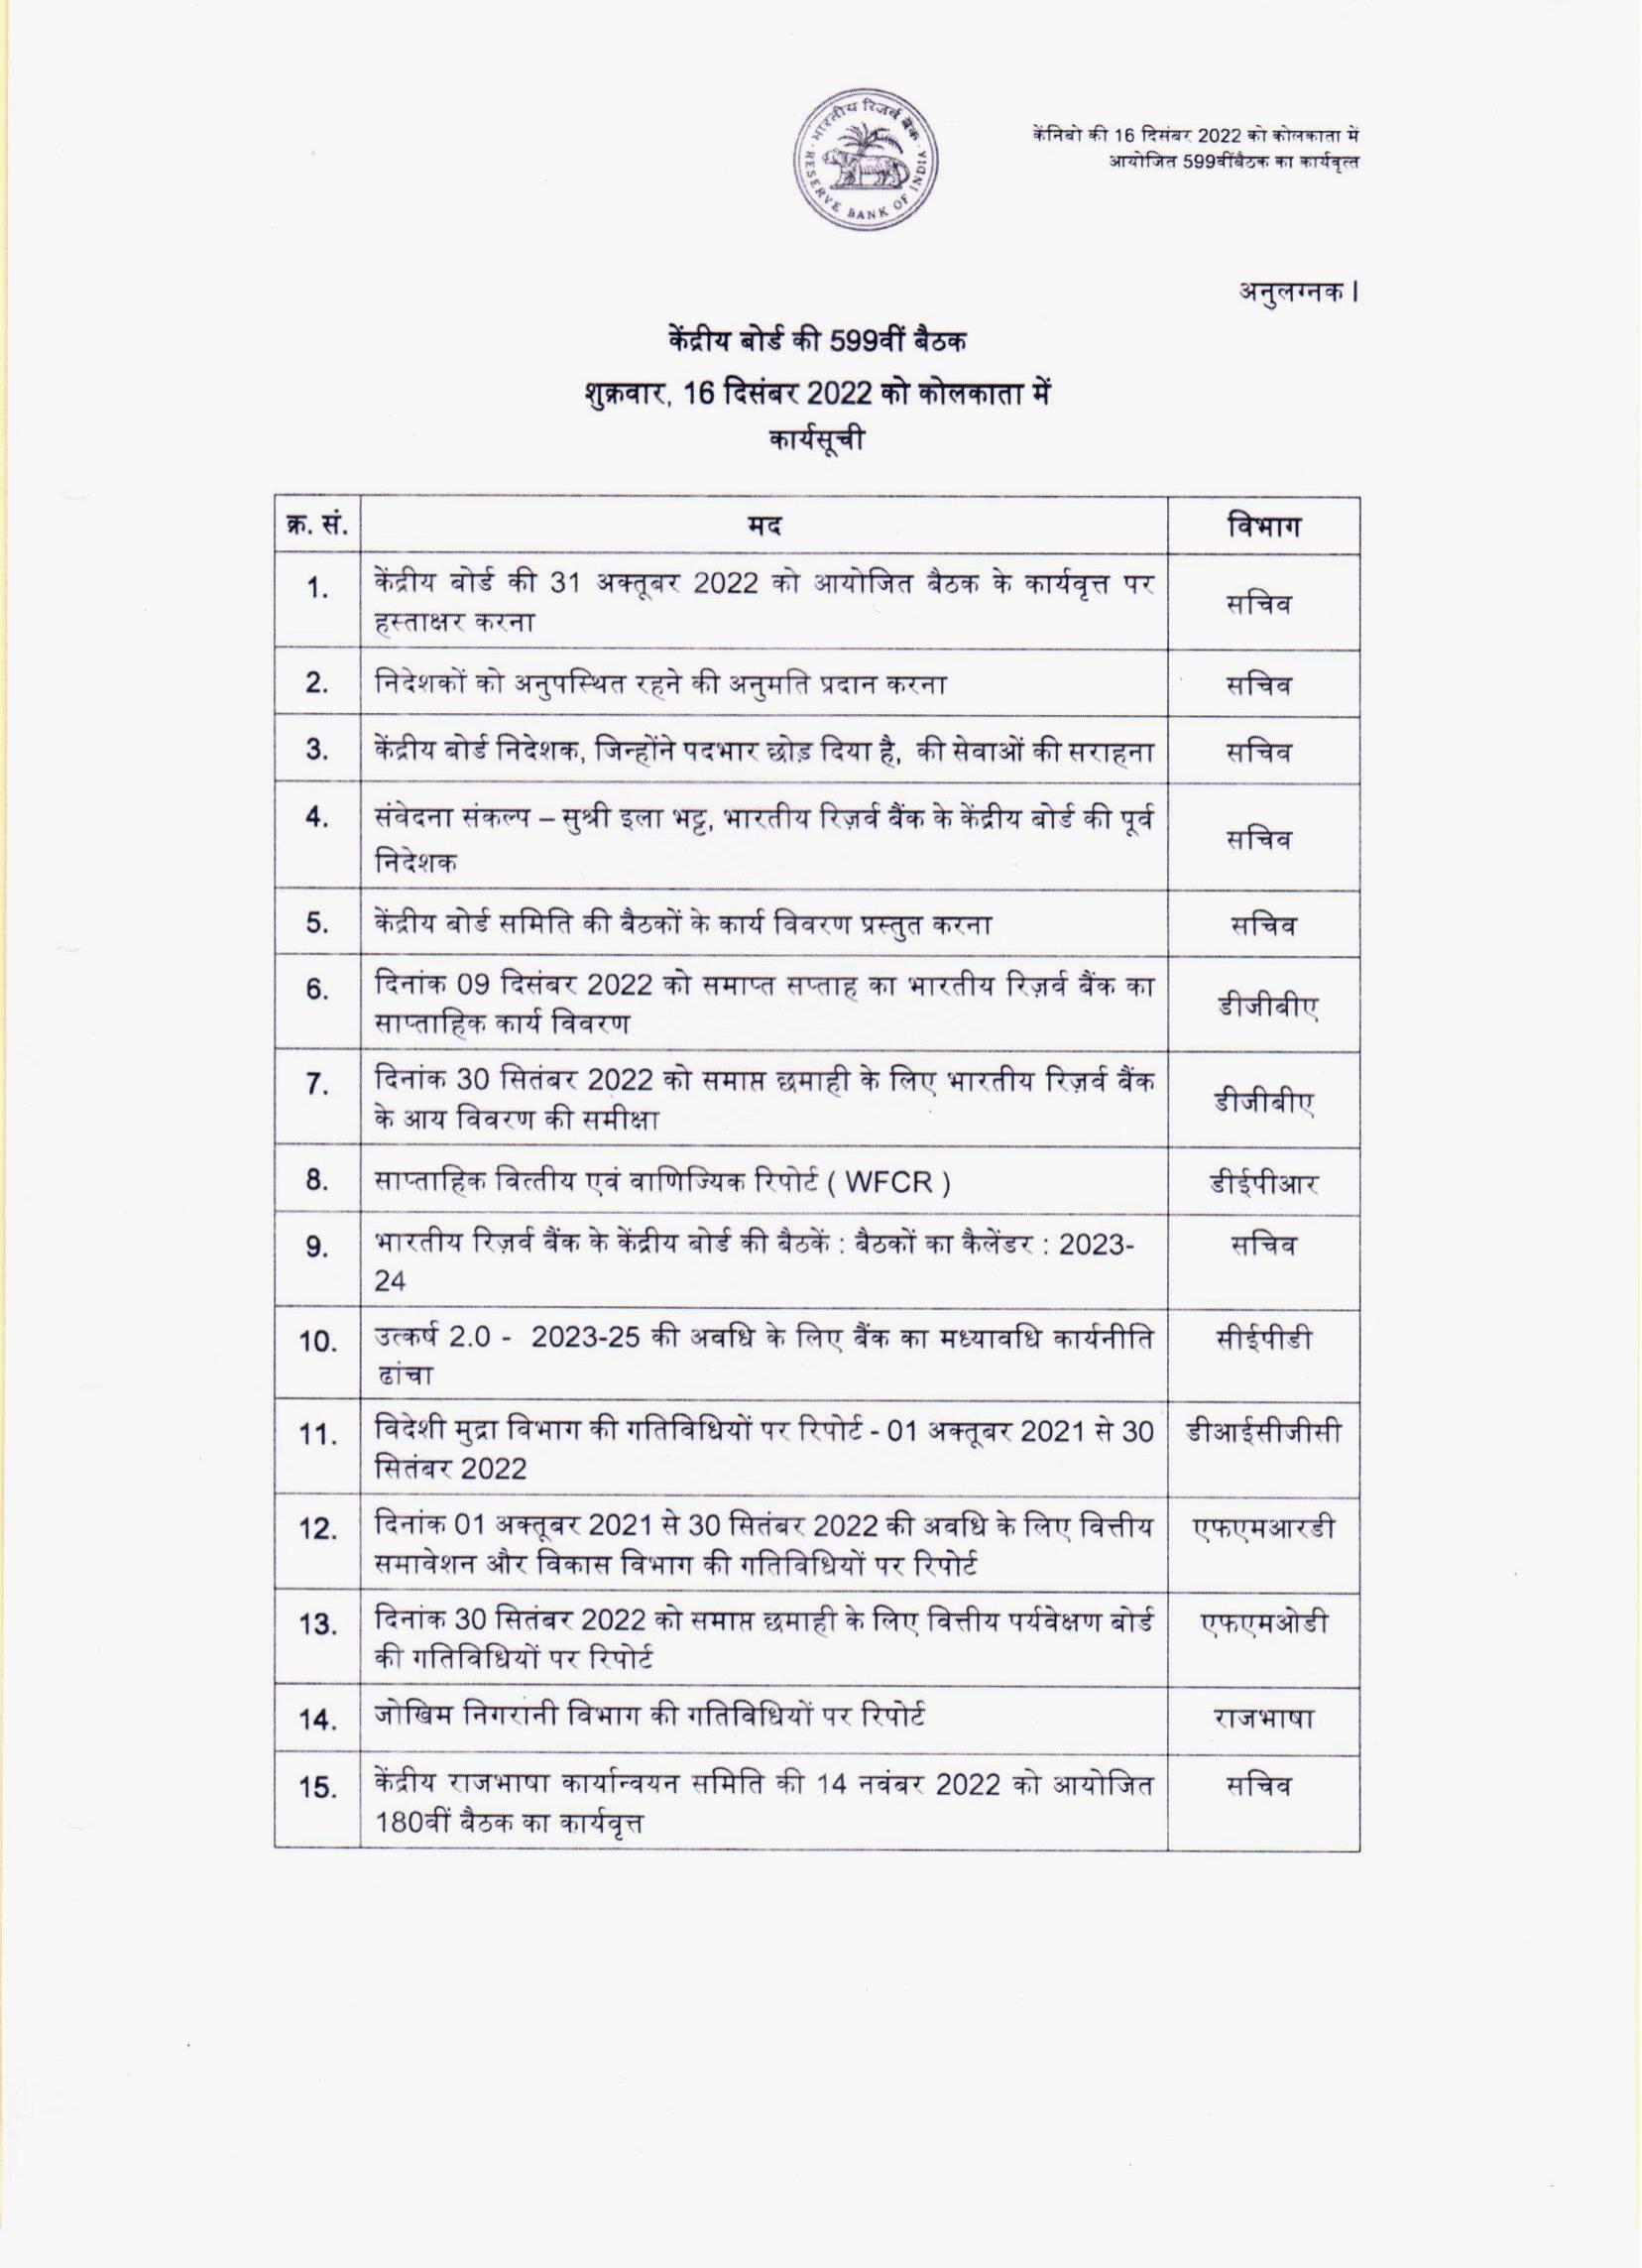 भारतीय रिज़र्व बैंक
RESERVE BANK OF INDIA
केंनिबो की 16 दिसंबर 2022 को कोलकाता में
आयोजित 599वींबैठक का कार्यवृत्त
अनुलग्नक I
केंद्रीय बोर्ड की 599वीं बैठक
शुक्रवार, 16 दिसंबर 2022 को कोलकाता में
कार्यसूची
क्र. सं. मद विभाग
1. केंद्रीय बोर्ड की 31 अक्तूबर 2022 को आयोजित बैठक के कार्यवृत्त पर
हस्ताक्षर करना सचिव
2. निदेशकों को अनुपस्थित रहने की अनुमति प्रदान करना सचिव
3. केंद्रीय बोर्ड निदेशक, जिन्होंने पदभार छोड़ दिया है, की सेवाओं की सराहना सचिव
4. संवेदना संकल्प – सुश्री इला भट्ट, भारतीय रिज़र्व बैंक के केंद्रीय बोर्ड की पूर्व
निदेशक सचिव
5. केंद्रीय बोर्ड समिति की बैठकों के कार्य विवरण प्रस्तुत करना सचिव
6. दिनांक 09 दिसंबर 2022 को समाप्त सप्ताह का भारतीय रिज़र्व बैंक का
साप्ताहिक कार्य विवरण डीजीबीए
7. दिनांक 30 सितंबर 2022 को समाप्त छमाही के लिए भारतीय रिज़र्व बैंक
के आय विवरण की समीक्षा डीजीबीए
8. साप्ताहिक वित्तीय एवं वाणिज्यिक रिपोर्ट ( WFCR ) डीईपीआर
9. भारतीय रिज़र्व बैंक के केंद्रीय बोर्ड की बैठकें : बैठकों का कैलेंडर : 2023- सचिव
24
10. उत्कर्ष 2.0 - 2023-25 की अवधि के लिए बैंक का मध्यावधि कार्यनीति सीईपीडी
ढांचा
11. विदेशी मुद्रा विभाग की गतिविधियों पर रिपोर्ट - 01 अक्तूबर 2021 से 30 डीआईसीजीसी
सितंबर 2022
12. दिनांक 01 अक्तूबर 2021 से 30 सितंबर 2022 की अवधि के लिए वित्तीय एफएमआरडी
समावेशन और विकास विभाग की गतिविधियों पर रिपोर्ट
13. दिनांक 30 सितंबर 2022 को समाप्त छमाही के लिए वित्तीय पर्यवेक्षण बोर्ड एफएमओडी
की गतिविधियों पर रिपोर्ट
14. जोखिम निगरानी विभाग की गतिविधियों पर रिपोर्ट राजभाषा
15. केंद्रीय राजभाषा कार्यान्वयन समिति की 14 नवंबर 2022 को आयोजित सचिव
180वीं बैठक का कार्यवृत्त